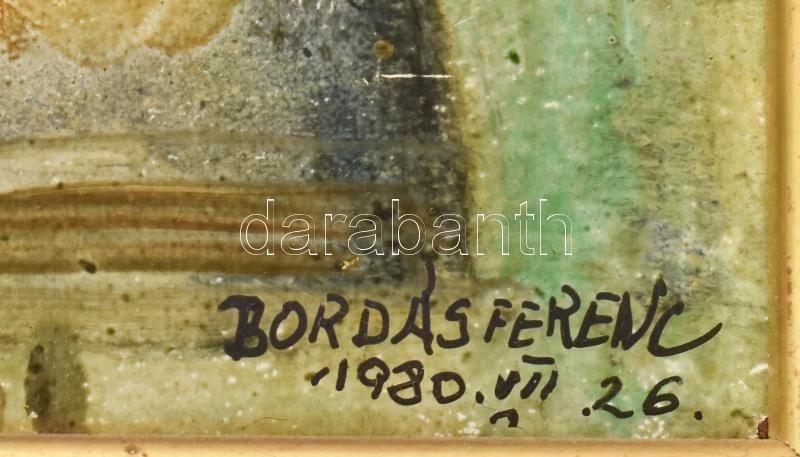 darabanth
BORDÁS FERENC
1980.VII.26.